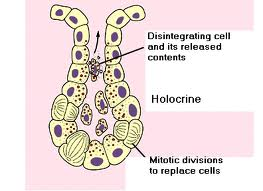 Disintegrating cell
and its released
contents
Holocrine
Mitotic divisions
to replace cells